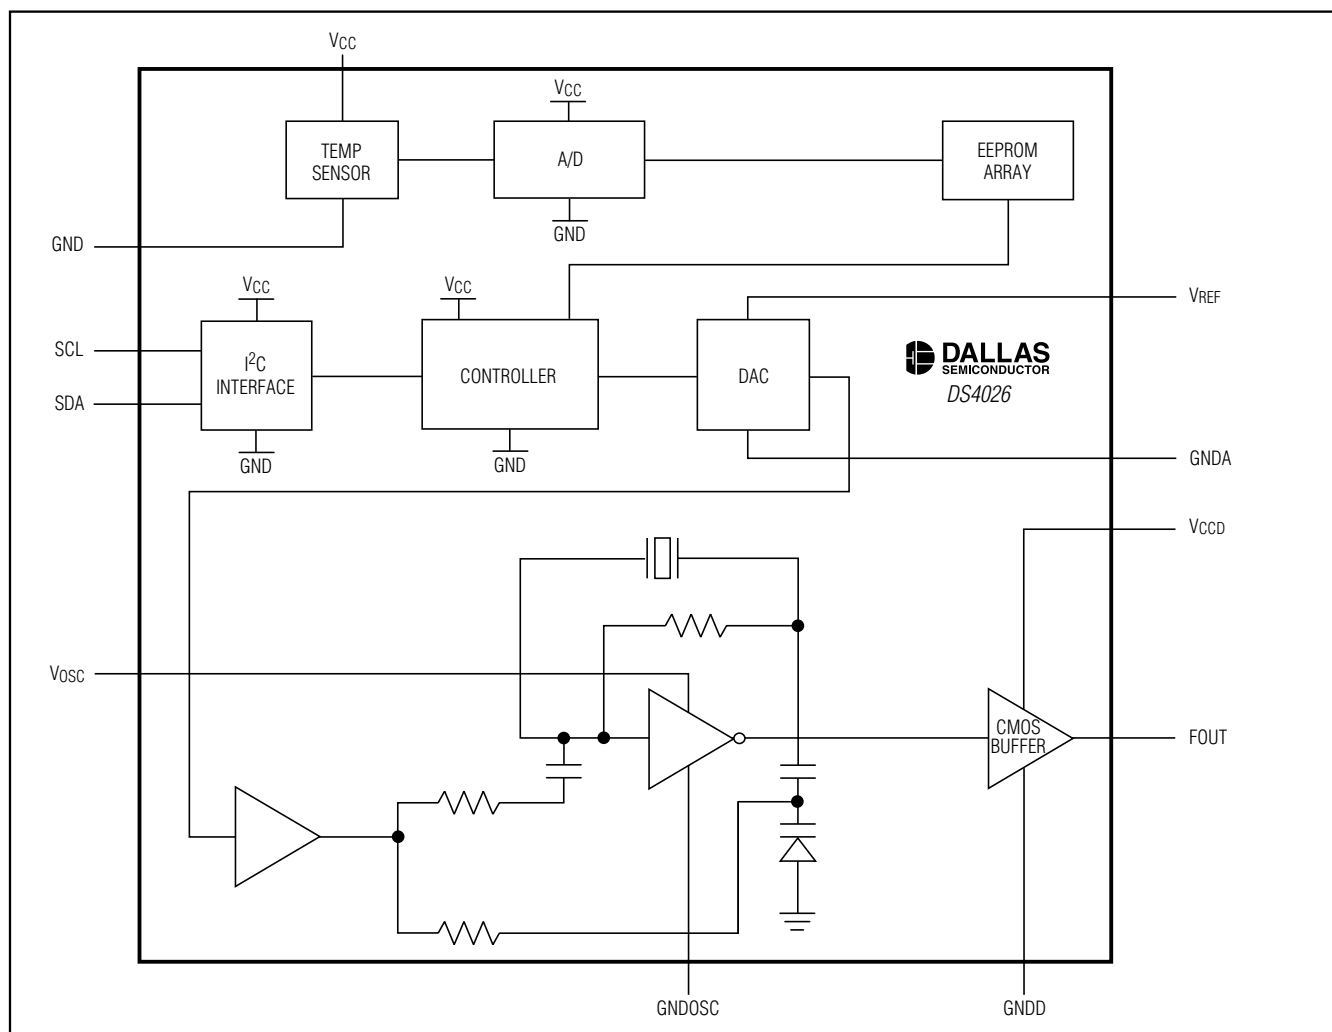 VCC
VCC
TEMP
SENSOR
A/D
EEPROM
ARRAY
GND
GND
VCC
VCC
VREF
SCL
I²C
INTERFACE
CONTROLLER
DAC
DALLAS
SEMICONDUCTOR
DS4026
SDA
GND
GND
GNDA
VCCD
VOSC
CMOS
BUFFER
FOUT
GNDOSC
GNDD